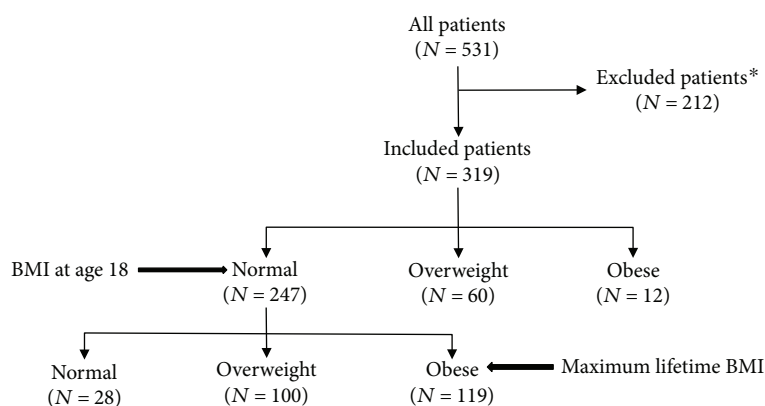 All patients
(N = 531)
Excluded patients*
(N = 212)
Included patients
(N = 319)
BMI at age 18
Normal
(N = 247)
Overweight
(N = 60)
Obese
(N = 12)
Normal
(N = 28)
Overweight
(N = 100)
Obese
(N = 119)
Maximum lifetime BMI